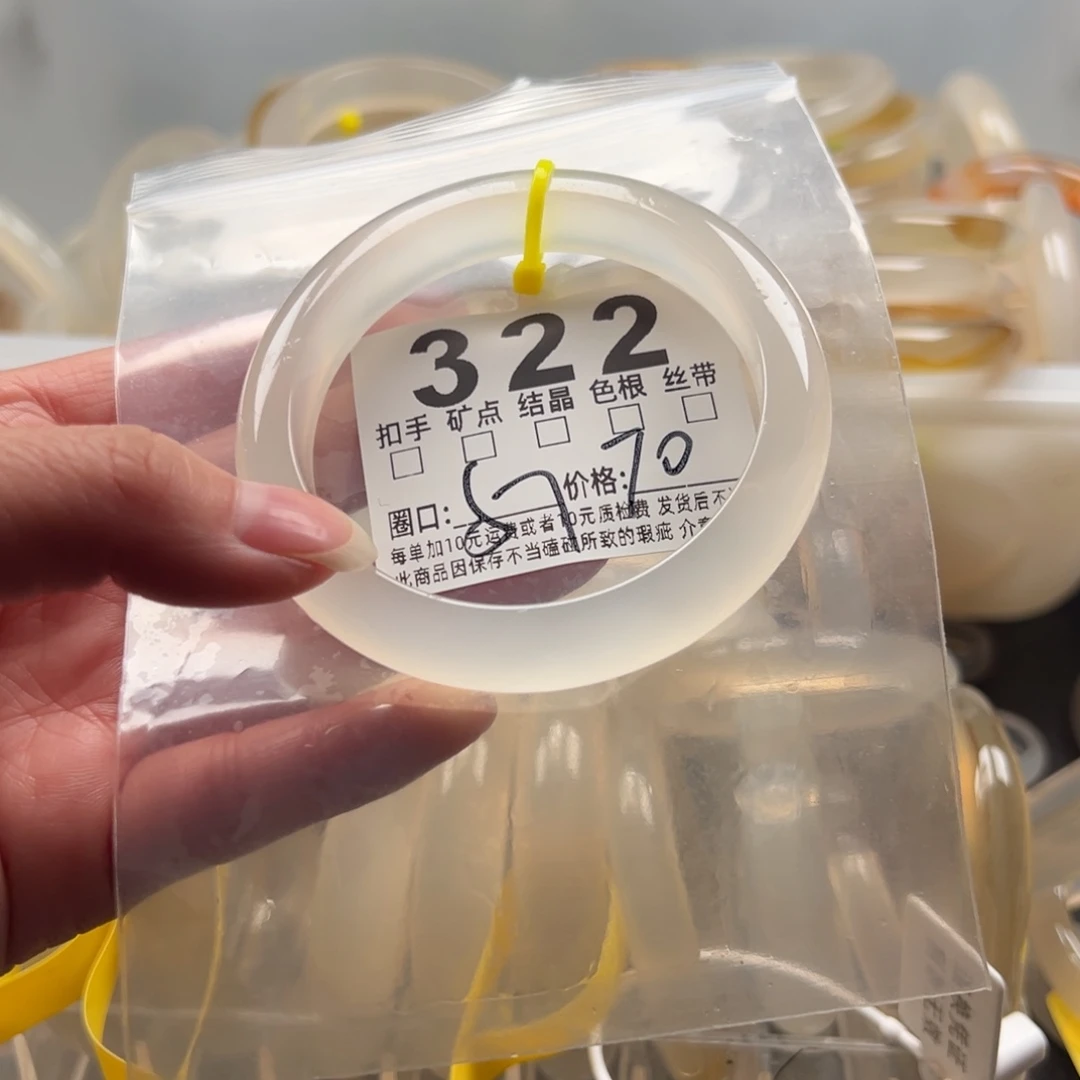 322
扣手 矿点 结晶 色根 丝带
圈口: 57 价格: 70
每单加10元运费或者10元质检费 发货后不
此商品因保存不当磕碰所致的瑕疵 介